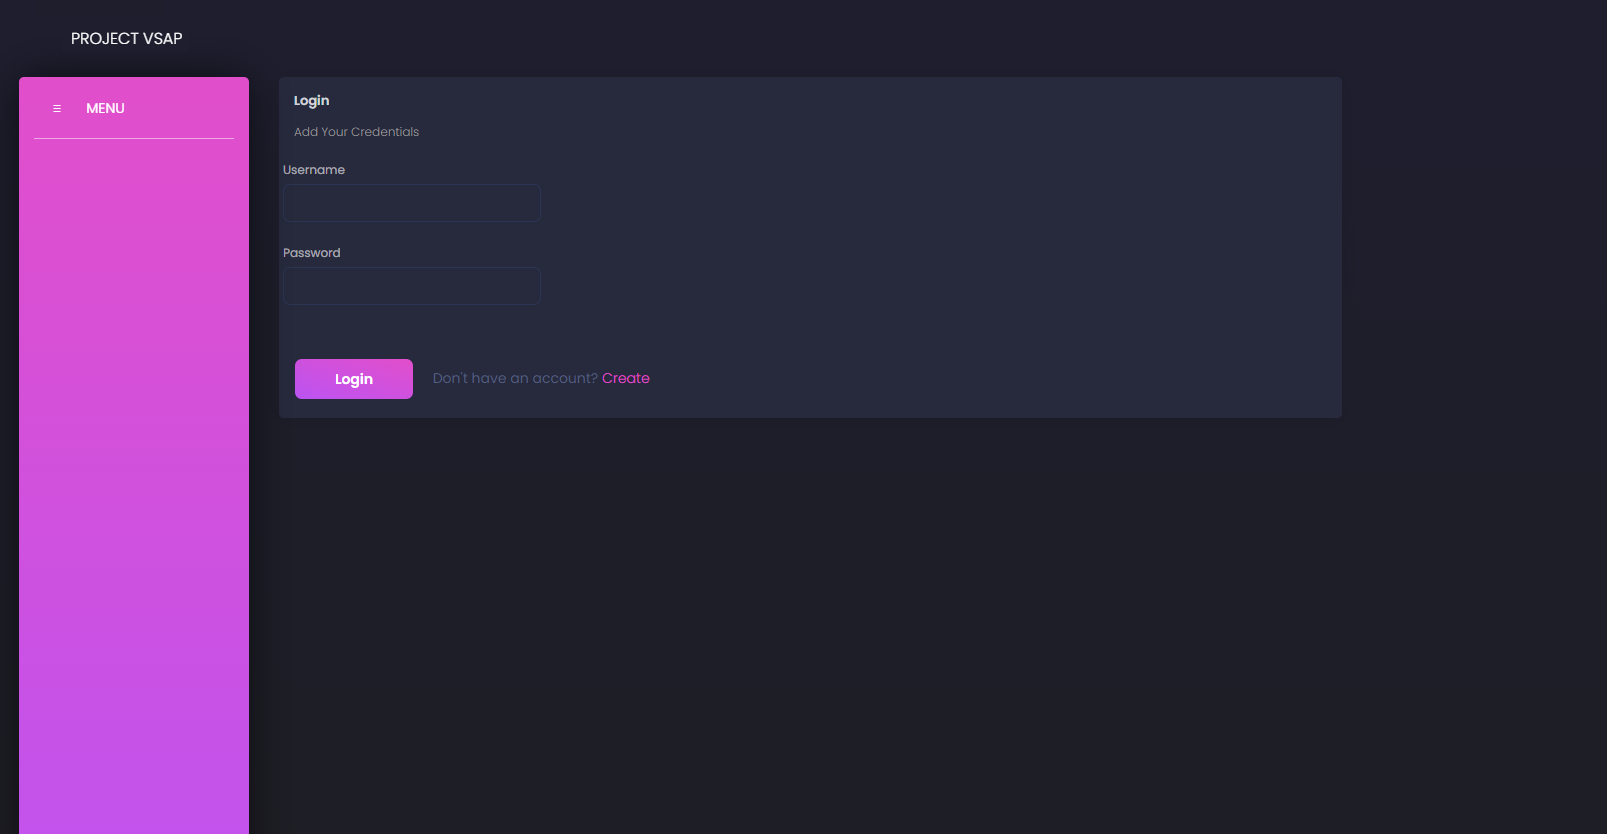 PROJECT VSAP
MENU
Login
Add Your Credentials
Username
Password
Login
Don't have an account? Create